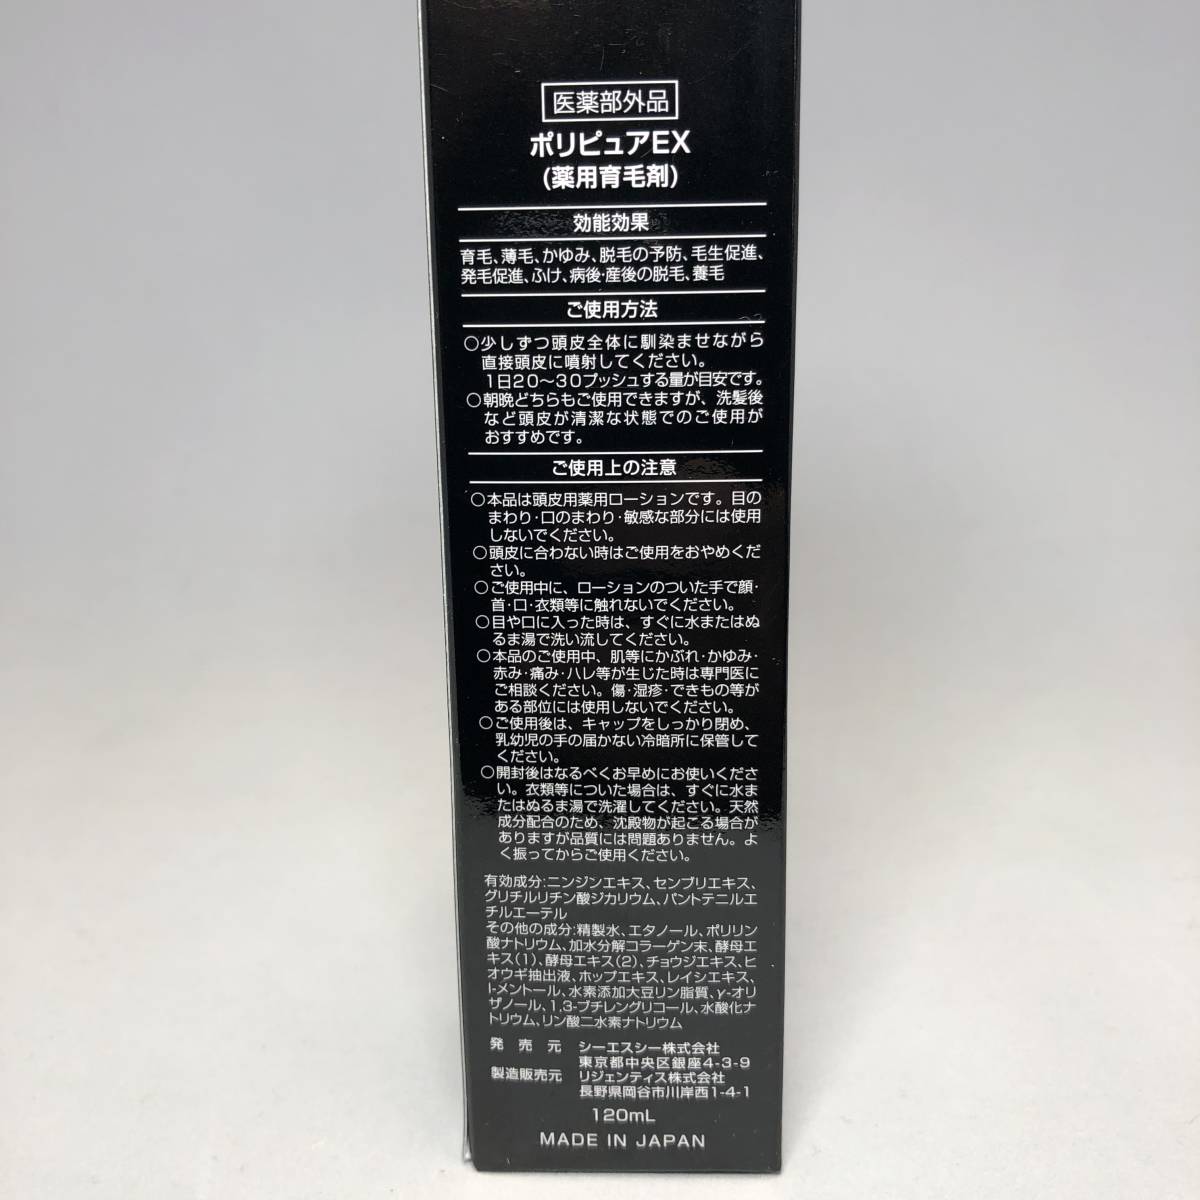 医薬部外品
ポリピュアEX
(薬用育毛剤)
効能効果
育毛、薄毛、かゆみ、脱毛の予防、毛生促進、
発毛促進、ふけ、病後・産後の脱毛、養毛
ご使用方法
○少しずつ頭皮全体に馴染ませながら
直接頭皮に噴射してください。
1日20〜30プッシュする量が目安です。
○朝晩どちらもご使用できますが、洗髪後
など頭皮が清潔な状態でのご使用が
おすすめです。
ご使用上の注意
○本品は頭皮用薬用ローションです。目の
まわり・口のまわり・敏感な部分には使用
しないでください。
○頭皮に合わない時はご使用をおやめくだ
さい。
○ご使用中に、ローションのついた手で顔・
首・口・衣類等に触れないでください。
○目や口に入った時は、すぐに水またはぬ
るま湯で洗い流してください。
○本品のご使用中、肌等にかぶれ・かゆみ・
赤み・痛み・ハレ等が生じた時は専門医に
ご相談ください。傷・湿疹・できもの等が
ある部位には使用しないでください。
○ご使用後は、キャップをしっかり閉め、
乳幼児の手の届かない冷暗所に保管して
ください。
○開封後はなるべくお早めにお使いくださ
い。衣類等についた場合は、すぐに水ま
たはぬるま湯で洗濯してください。天然
成分配合のため、沈殿物が起こる場合が
ありますが品質には問題ありません。よ
く振ってからご使用ください。
有効成分:ニンジンエキス、センブリエキス、
グリチルリチン酸ジカリウム、パントテニルエ
チルエーテル
その他の成分:精製水、エタノール、ポリリン
酸ナトリウム、加水分解コラーゲン末、酵母エ
キス(1)、酵母エキス(2)、チョウジエキス、ヒ
オウギ抽出液、ホップエキス、レイシエキス、
l-メントール、水素添加大豆リン脂質、γ-オリ
ザノール、1,3-ブチレングリコール、水酸化ナ
トリウム、リン酸二水素ナトリウム
発売元 シーエスシー株式会社
東京都中央区銀座4-3-9
製造販売元 リジェンティス株式会社
長野県岡谷市川岸西1-4-1
120mL
MADE IN JAPAN